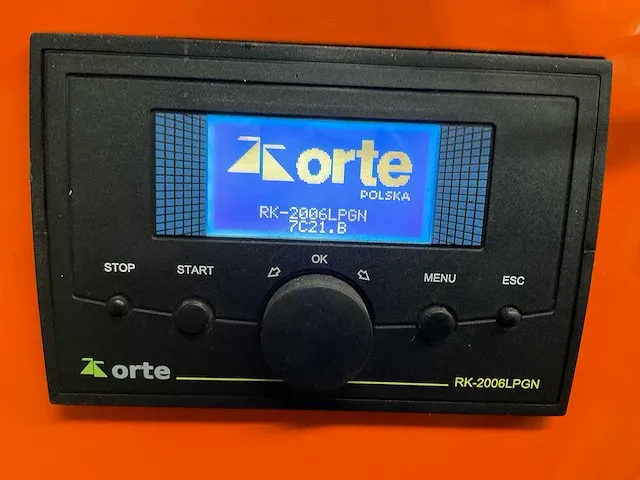 orte
POLSKA
RK-2006LPGN
7C21.B
STOP
START
OK
MENU
ESC
orte
RK-2006LPGN